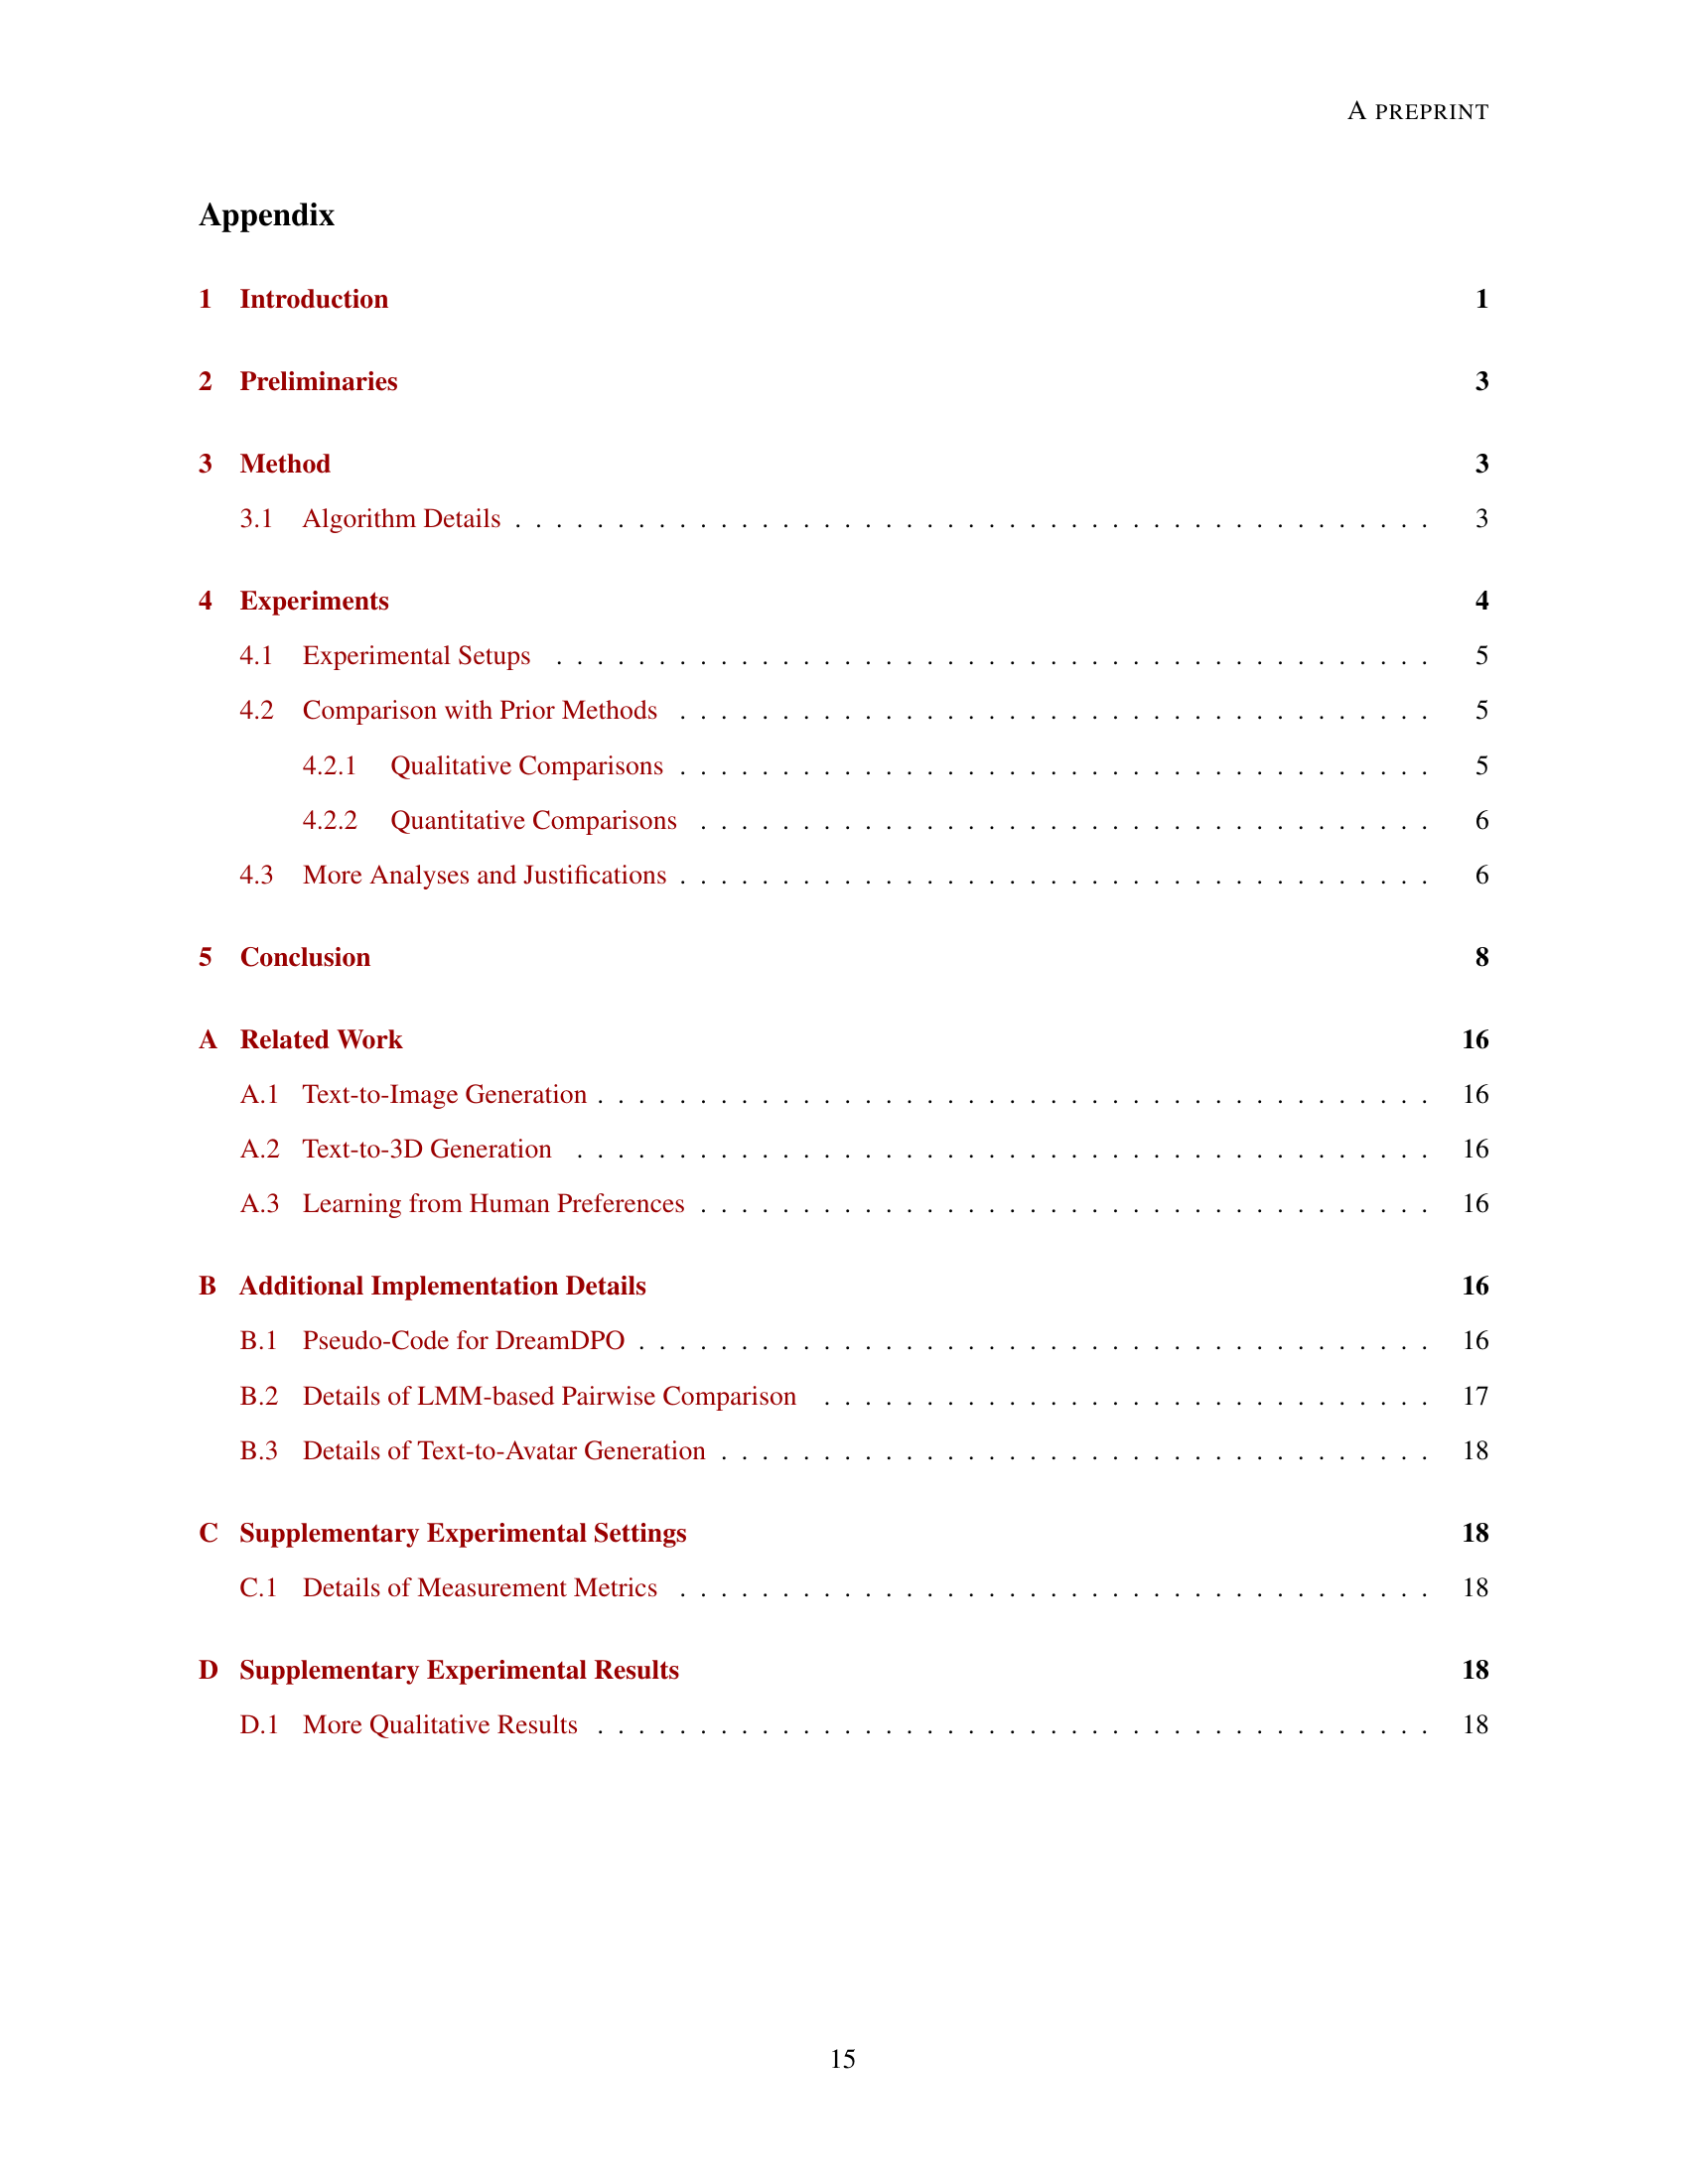 A PREPRINT
Appendix
1 Introduction 1
2 Preliminaries 3
3 Method 3
3.1 Algorithm Details . . . . . . . . . . . . . . . . . . . . . . . . . . . . . . . . . . . . . . . . . . . . . 3
4 Experiments 4
4.1 Experimental Setups . . . . . . . . . . . . . . . . . . . . . . . . . . . . . . . . . . . . . . . . . . . 5
4.2 Comparison with Prior Methods . . . . . . . . . . . . . . . . . . . . . . . . . . . . . . . . . . . . . 5
4.2.1 Qualitative Comparisons . . . . . . . . . . . . . . . . . . . . . . . . . . . . . . . . . . . . . 5
4.2.2 Quantitative Comparisons . . . . . . . . . . . . . . . . . . . . . . . . . . . . . . . . . . . . 6
4.3 More Analyses and Justifications . . . . . . . . . . . . . . . . . . . . . . . . . . . . . . . . . . . . . 6
5 Conclusion 8
A Related Work 16
A.1 Text-to-Image Generation . . . . . . . . . . . . . . . . . . . . . . . . . . . . . . . . . . . . . . . . . 16
A.2 Text-to-3D Generation . . . . . . . . . . . . . . . . . . . . . . . . . . . . . . . . . . . . . . . . . . 16
A.3 Learning from Human Preferences . . . . . . . . . . . . . . . . . . . . . . . . . . . . . . . . . . . . 16
B Additional Implementation Details 16
B.1 Pseudo-Code for DreamDPO . . . . . . . . . . . . . . . . . . . . . . . . . . . . . . . . . . . . . . . 16
B.2 Details of LMM-based Pairwise Comparison . . . . . . . . . . . . . . . . . . . . . . . . . . . . . . 17
B.3 Details of Text-to-Avatar Generation . . . . . . . . . . . . . . . . . . . . . . . . . . . . . . . . . . . 18
C Supplementary Experimental Settings 18
C.1 Details of Measurement Metrics . . . . . . . . . . . . . . . . . . . . . . . . . . . . . . . . . . . . . 18
D Supplementary Experimental Results 18
D.1 More Qualitative Results . . . . . . . . . . . . . . . . . . . . . . . . . . . . . . . . . . . . . . . . . 18
15